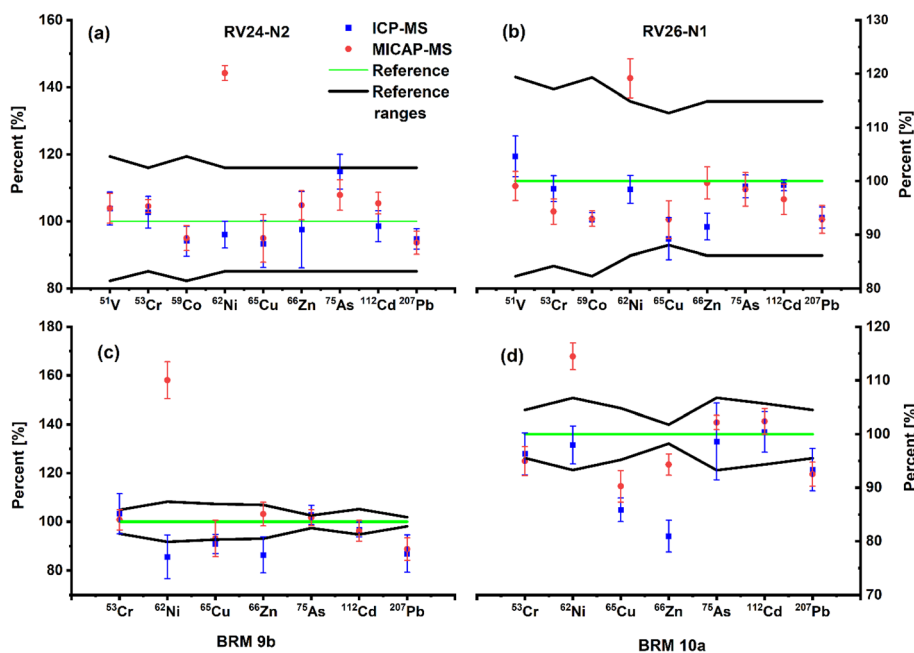 160
140
120
100
80
Percent [%]
(a)
RV24-N2
ICP-MS
MICAP-MS
Reference
Reference
ranges
⁵¹V ⁵³Cr ⁵⁹Co ⁶²Ni ⁶⁵Cu ⁶⁶Zn ⁷⁵As ¹¹²Cd ²⁰⁷Pb
(b)
RV26-N1
130
120
110
100
90
80
Percent [%]
⁵¹V ⁵³Cr ⁵⁹Co ⁶²Ni ⁶⁵Cu ⁶⁶Zn ⁷⁵As ¹¹²Cd ²⁰⁷Pb
180
160
140
120
100
80
Percent [%]
(c)
⁵³Cr ⁶²Ni ⁶⁵Cu ⁶⁶Zn ⁷⁵As ¹¹²Cd ²⁰⁷Pb
BRM 9b
(d)
120
110
100
90
80
70
Percent [%]
⁵³Cr ⁶²Ni ⁶⁵Cu ⁶⁶Zn ⁷⁵As ¹¹²Cd ²⁰⁷Pb
BRM 10a